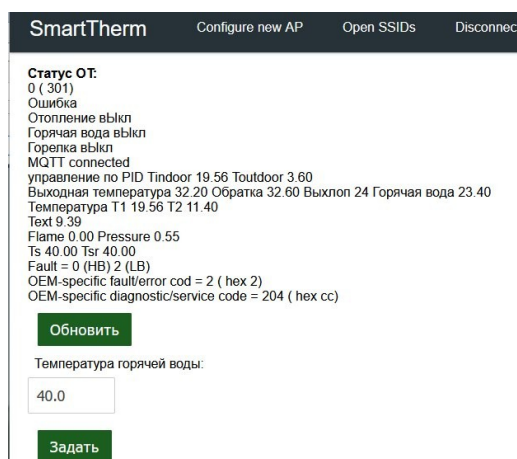 SmartTherm Configure new AP Open SSIDs Disconnec
Статус ОТ:
0 ( 301)
Ошибка
Отопление вЫкл
Горячая вода вЫкл
Горелка вЫкл
MQTT connected
управление по PID Tindoor 19.56 Toutdoor 3.60
Выходная температура 32.20 Обратка 32.60 Выхлоп 24 Горячая вода 23.40
Температура T1 19.56 T2 11.40
Text 9.39
Flame 0.00 Pressure 0.55
Ts 40.00 Tsr 40.00
Fault = 0 (HB) 2 (LB)
OEM-specific fault/error cod = 2 ( hex 2)
OEM-specific diagnostic/service code = 204 ( hex cc)
Обновить
Температура горячей воды:
40.0
Задать